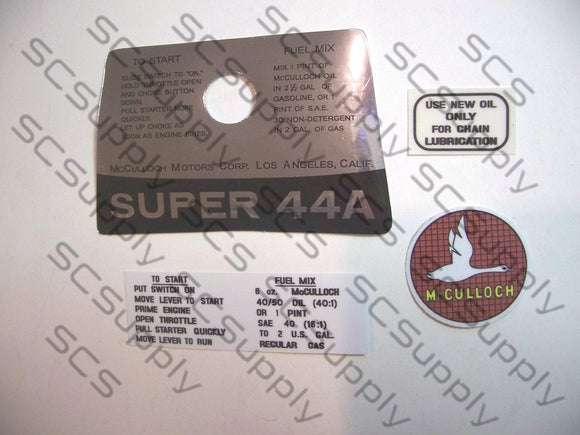 TO START
SLIDE SWITCH TO "ON."
HOLD THROTTLE OPEN
AND CHOKE BUTTON
DOWN.
PULL STARTER ROPE
QUICKLY.
LET UP CHOKE AS
SOON AS ENGINE FIRES.
FUEL MIX
MIX 1 PINT OF
McCULLOCH OIL
IN 2 1/2 GAL. OF
GASOLINE, OR 1
PINT OF S.A.E.
30 NON-DETERGENT
IN 2 GAL. OF GAS
McCULLOCH MOTORS CORP. LOS ANGELES, CALIF.
SUPER 44A
USE NEW OIL
ONLY
FOR CHAIN
LUBRICATION
McCULLOCH
TO START
PUT SWITCH ON
MOVE LEVER TO START
PRIME ENGINE
OPEN THROTTLE
PULL STARTER QUICKLY
MOVE LEVER TO RUN
FUEL MIX
8 oz. McCULLOCH
40/50 OIL (40:1)
OR 1 PINT
SAE 40 (16:1)
TO 2 U.S. GAL.
REGULAR GAS
SCSupply